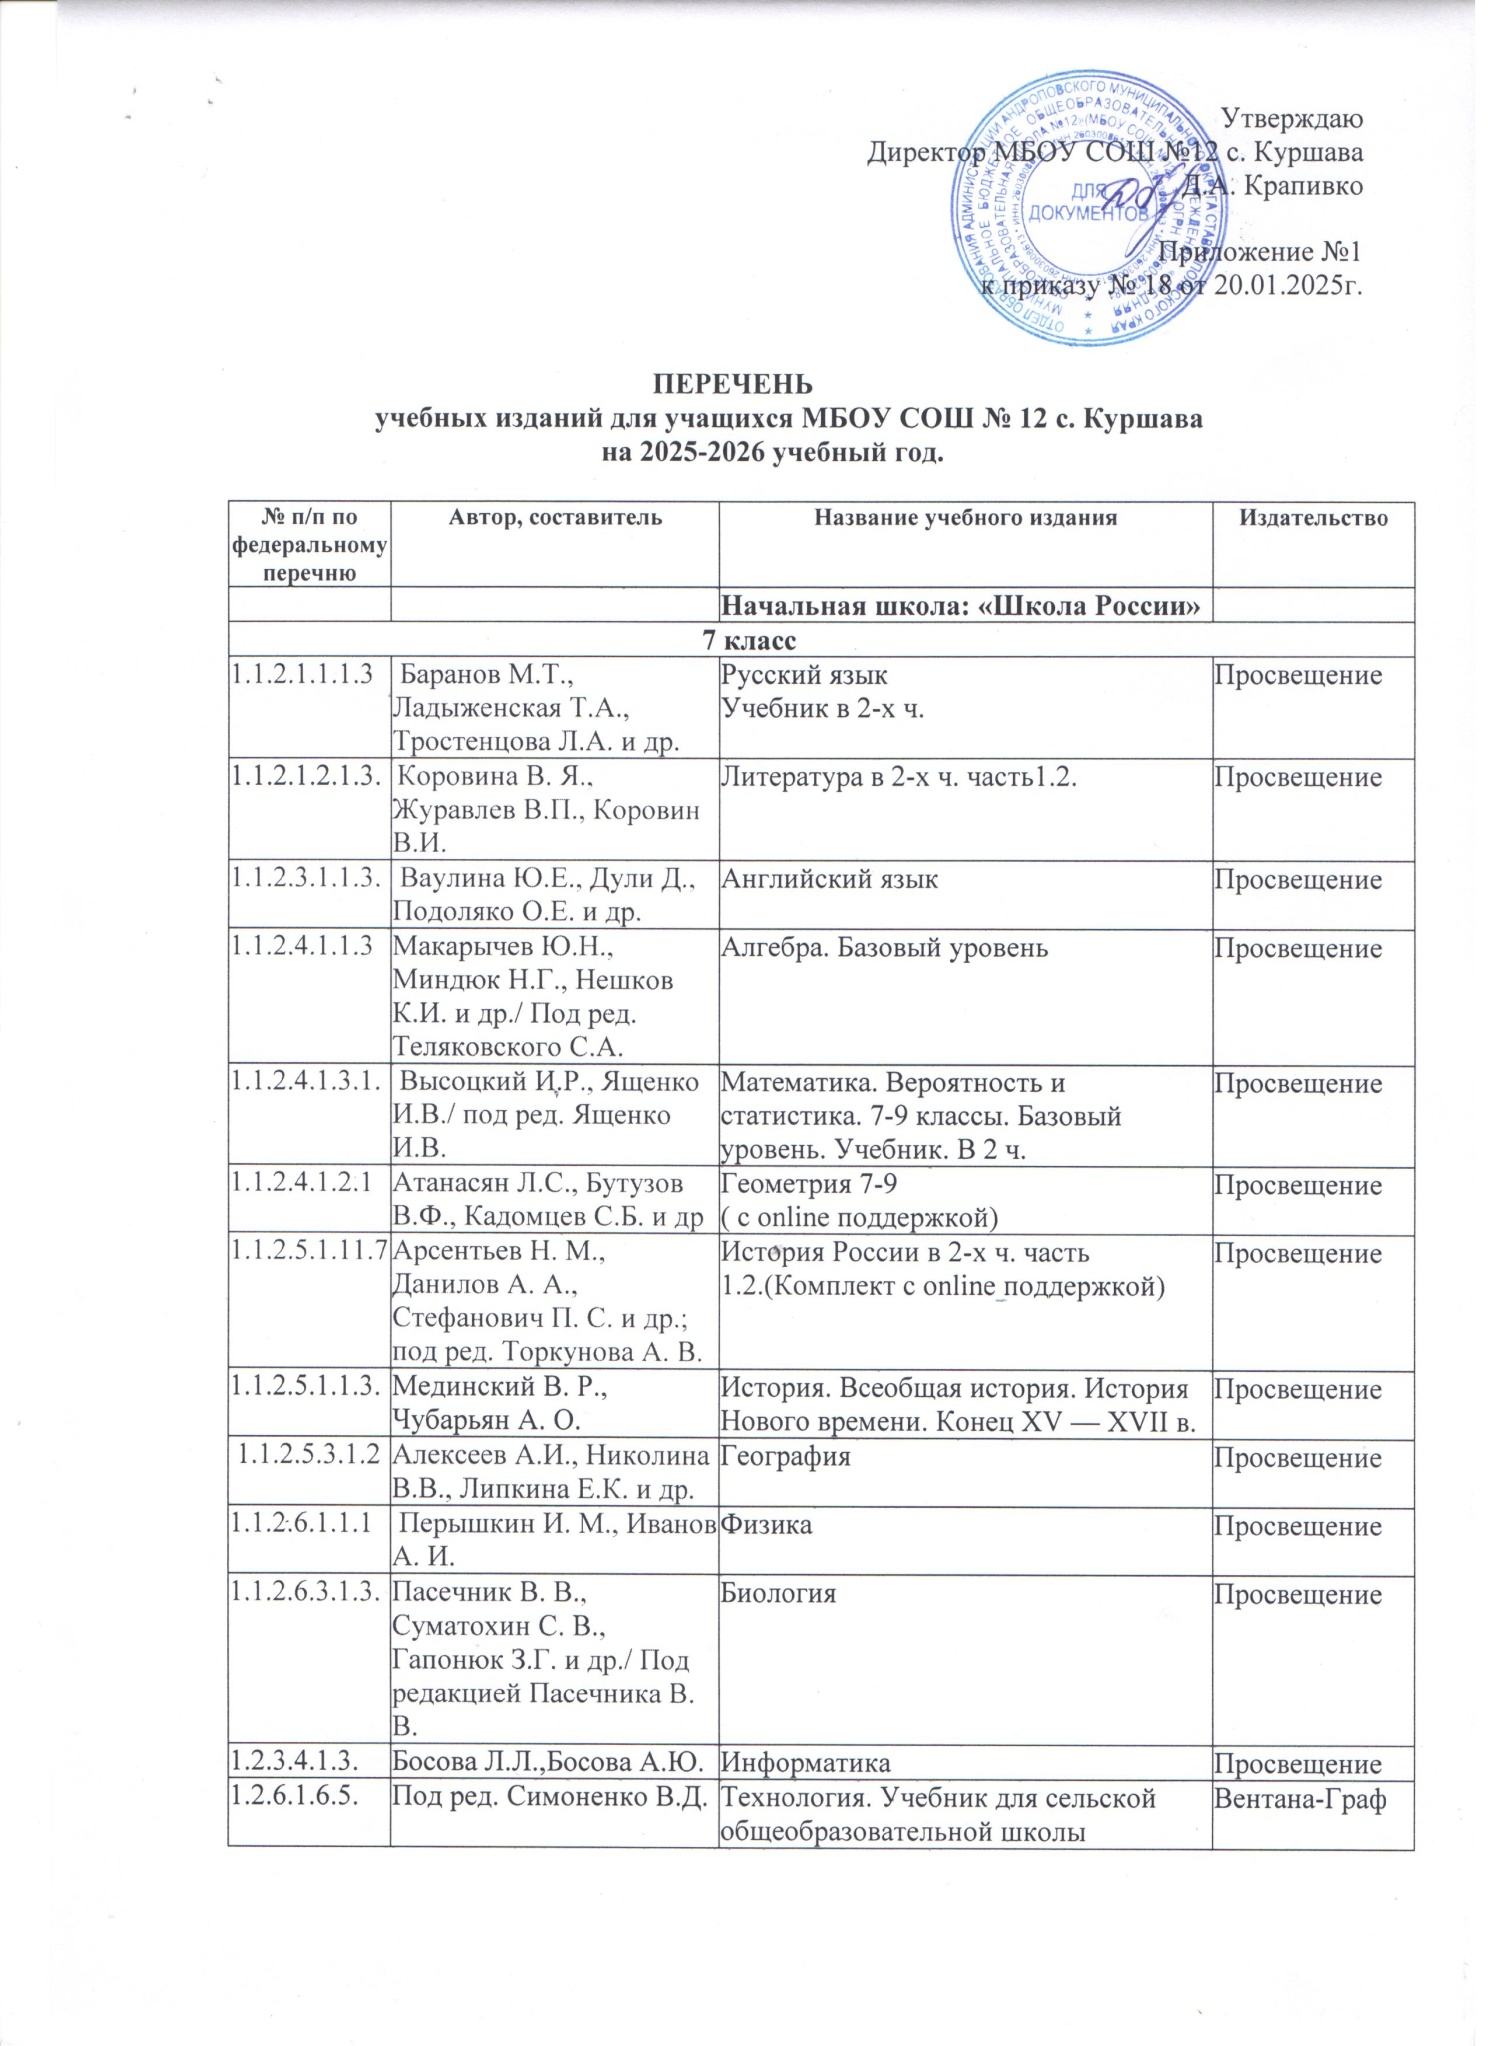 Утверждаю
Директор МБОУ СОШ №12 с. Куршава
Д.А. Крапивко
ДЛЯ
ДОКУМЕНТОВ
Приложение №1
к приказу № 18 от 20.01.2025г.
ПЕРЕЧЕНЬ
учебных изданий для учащихся МБОУ СОШ № 12 с. Куршава
на 2025-2026 учебный год.
№ п/п по федеральному перечню	Автор, составитель	Название учебного издания	Издательство
Начальная школа: «Школа России»
7 класс
1.1.2.1.1.1.3
Баранов М.Т.,
Ладыженская Т.А.,
Тростенцова Л.А. и др.
Русский язык
Учебник в 2-х ч.
Просвещение
1.1.2.1.2.1.3.
Коровина В. Я.,
Журавлев В.П., Коровин
В.И.
Литература в 2-х ч. часть1.2.
Просвещение
1.1.2.3.1.1.3.
Ваулина Ю.Е., Дули Д.,
Подоляко О.Е. и др.
Английский язык
Просвещение
1.1.2.4.1.1.3
Макарычев Ю.Н.,
Миндюк Н.Г., Нешков
К.И. и др./ Под ред.
Теляковского С.А.
Алгебра. Базовый уровень
Просвещение
1.1.2.4.1.3.1.
Высоцкий И.Р., Ященко
И.В./ под ред. Ященко
И.В.
Математика. Вероятность и
статистика. 7-9 классы. Базовый
уровень. Учебник. В 2 ч.
Просвещение
1.1.2.4.1.2.1
Атанасян Л.С., Бутузов
В.Ф., Кадомцев С.Б. и др
Геометрия 7-9
( с online поддержкой)
Просвещение
1.1.2.5.1.11.7
Арсентьев Н. М.,
Данилов А. А.,
Стефанович П. С. и др.;
под ред. Торкунова А. В.
История России в 2-х ч. часть
1.2.(Комплект с online поддержкой)
Просвещение
1.1.2.5.1.1.3.
Мединский В. Р.,
Чубарьян А. О.
История. Всеобщая история. История
Нового времени. Конец XV — XVII в.
Просвещение
1.1.2.5.3.1.2
Алексеев А.И., Николина
В.В., Липкина Е.К. и др.
География
Просвещение
1.1.2.6.1.1.1
Перышкин И. М., Иванов
А. И.
Физика
Просвещение
1.1.2.6.3.1.3.
Пасечник В. В.,
Суматохин С. В.,
Гапонюк З.Г. и др./ Под
редакцией Пасечника В.
В.
Биология
Просвещение
1.2.3.4.1.3.
Босова Л.Л.,Босова А.Ю.
Информатика
Просвещение
1.2.6.1.6.5.
Под ред. Симоненко В.Д.
Технология. Учебник для сельской
общеобразовательной школы
Вентана-Граф